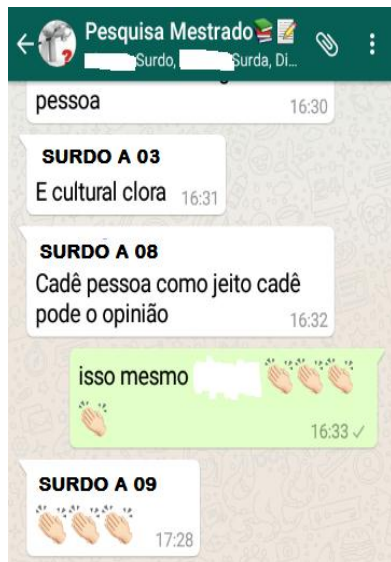 Pesquisa Mestrado
Surdo, Surda, Di...
pessoa
16:30
SURDO A 03
E cultural clora 16:31
SURDO A 08
Cadê pessoa como jeito cadê
pode o opinião
16:32
isso mesmo
16:33
SURDO A 09
17:28